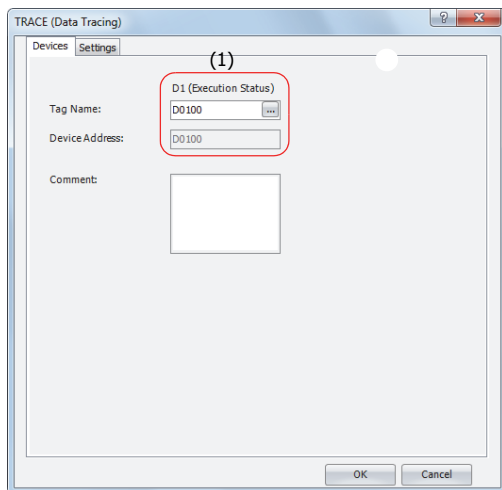 TRACE (Data Tracing)
Devices Settings
(1)
D1 (Execution Status)
Tag Name: D0100 ...
Device Address: D0100
Comment:
OK Cancel